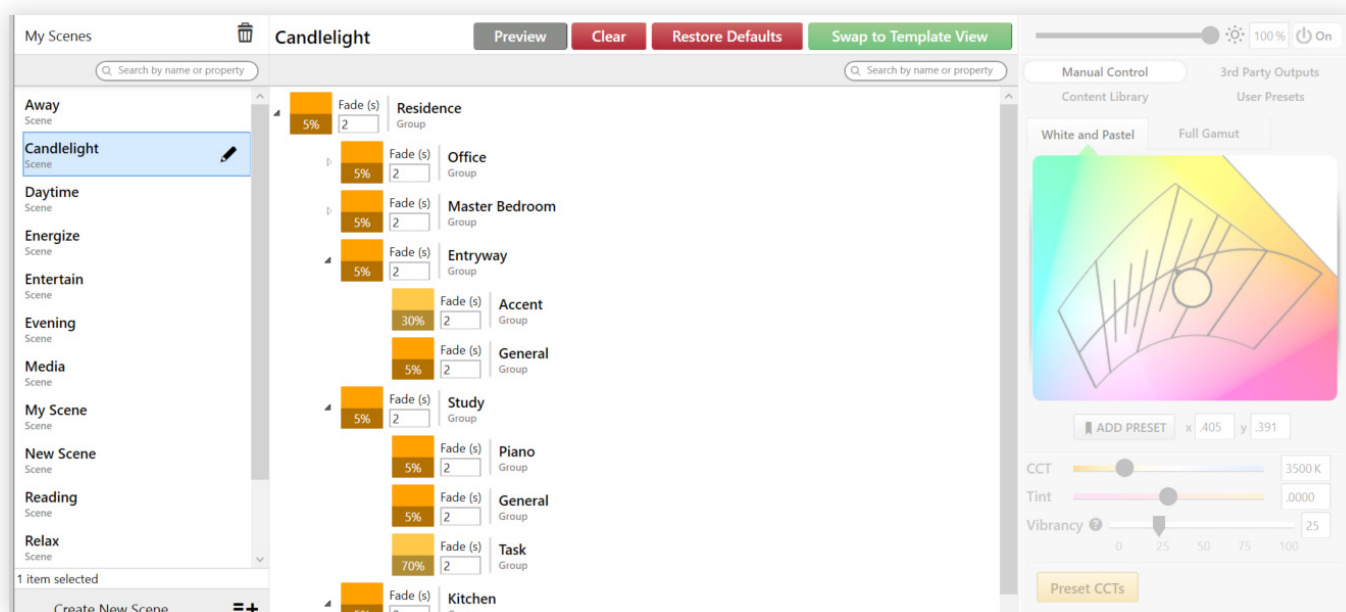 My Scenes
Candlelight
Preview
Clear
Restore Defaults
Swap to Template View
100 %
On
Search by name or property
Search by name or property
Manual Control
3rd Party Outputs
Content Library
User Presets
Away
Scene
Candlelight
Scene
Daytime
Scene
Energize
Scene
Entertain
Scene
Evening
Scene
Media
Scene
My Scene
Scene
New Scene
Scene
Reading
Scene
Relax
Scene
1 item selected
Create New Scene
5%
Fade (s)
2
Residence
Group
5%
Fade (s)
2
Office
Group
5%
Fade (s)
2
Master Bedroom
Group
5%
Fade (s)
2
Entryway
Group
30%
Fade (s)
2
Accent
Group
5%
Fade (s)
2
General
Group
5%
Fade (s)
2
Study
Group
5%
Fade (s)
2
Piano
Group
5%
Fade (s)
2
General
Group
70%
Fade (s)
2
Task
Group
5%
Fade (s)
Kitchen
White and Pastel
Full Gamut
ADD PRESET
x .405
y .391
CCT
3500 K
Tint
.0000
Vibrancy
25
0 25 50 75 100
Preset CCTs